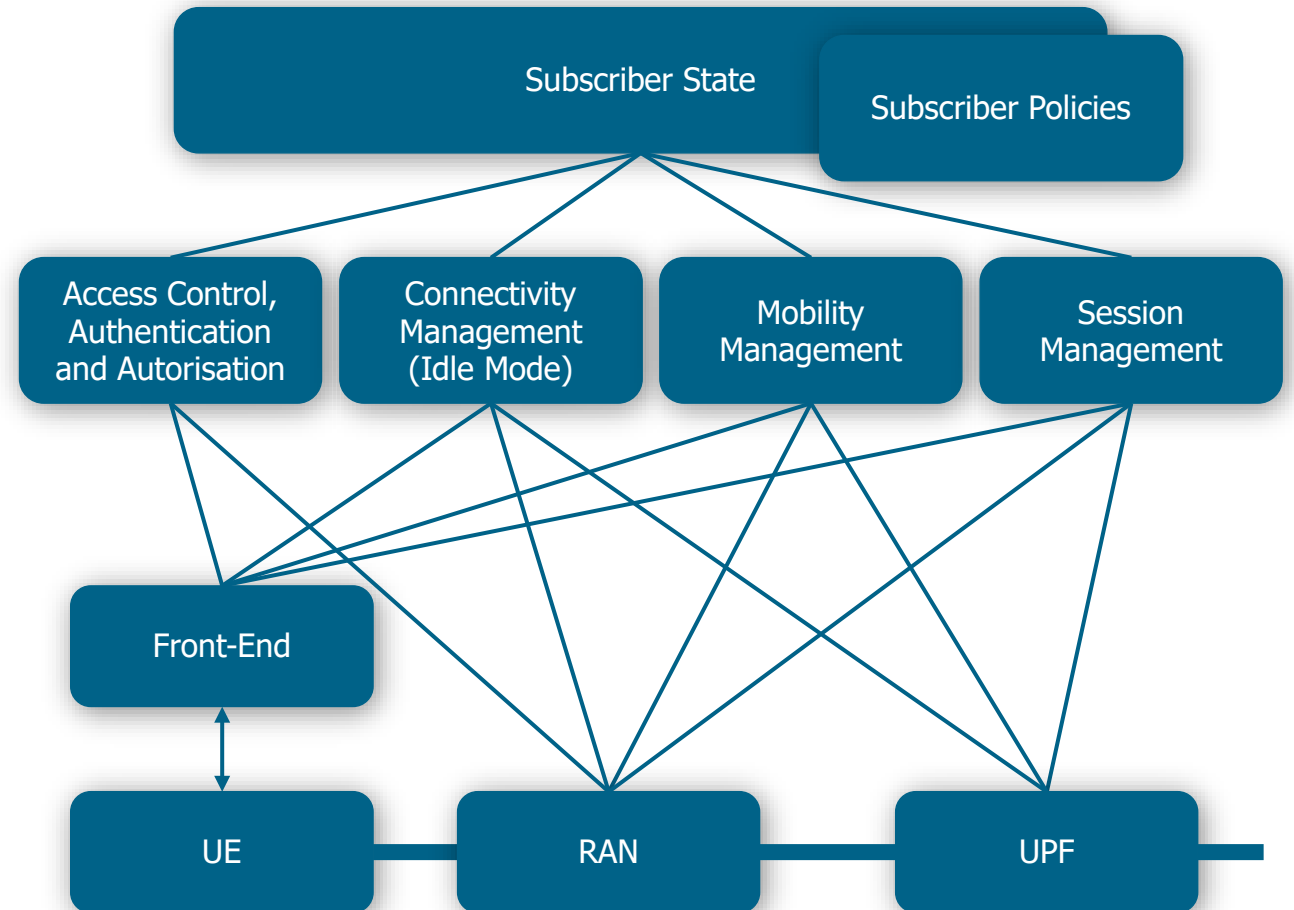 Subscriber State
Subscriber Policies
Access Control,
Authentication
and Autorisation
Connectivity
Management
(Idle Mode)
Mobility
Management
Session
Management
Front-End
UE
RAN
UPF